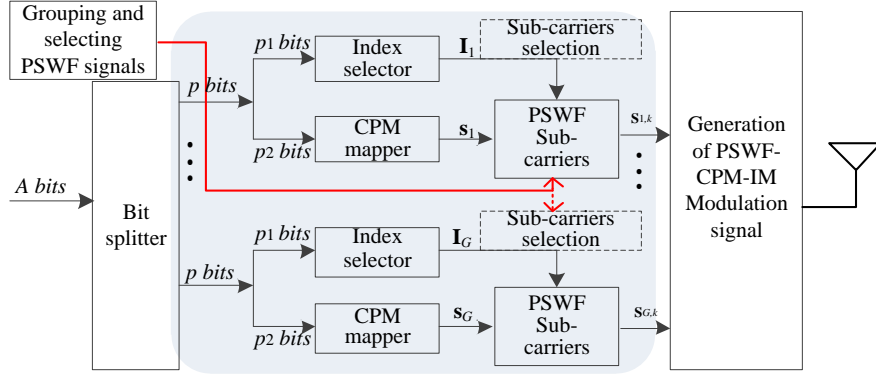 Grouping and
selecting
PSWF signals
A bits
Bit
splitter
p bits
p1 bits
Index
selector
I1
Sub-carriers
selection
p2 bits
CPM
mapper
s1
PSWF
Sub-
carriers
s1,k
p bits
p1 bits
Index
selector
IG
Sub-carriers
selection
p2 bits
CPM
mapper
sG
PSWF
Sub-
carriers
sG,k
Generation
of PSWF-
CPM-IM
Modulation
signal